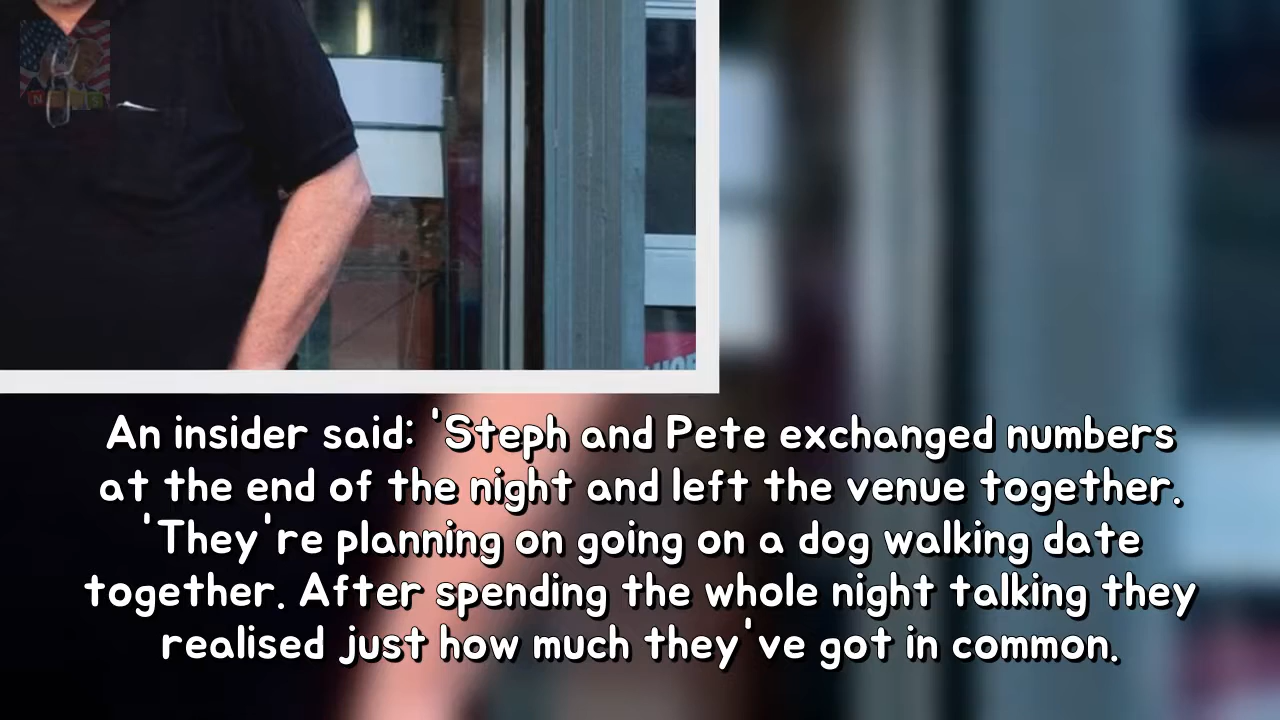 An insider said: 'Steph and Pete exchanged numbers
at the end of the night and left the venue together.
'They're planning on going on a dog walking date
together. After spending the whole night talking they
realised just how much they've got in common.